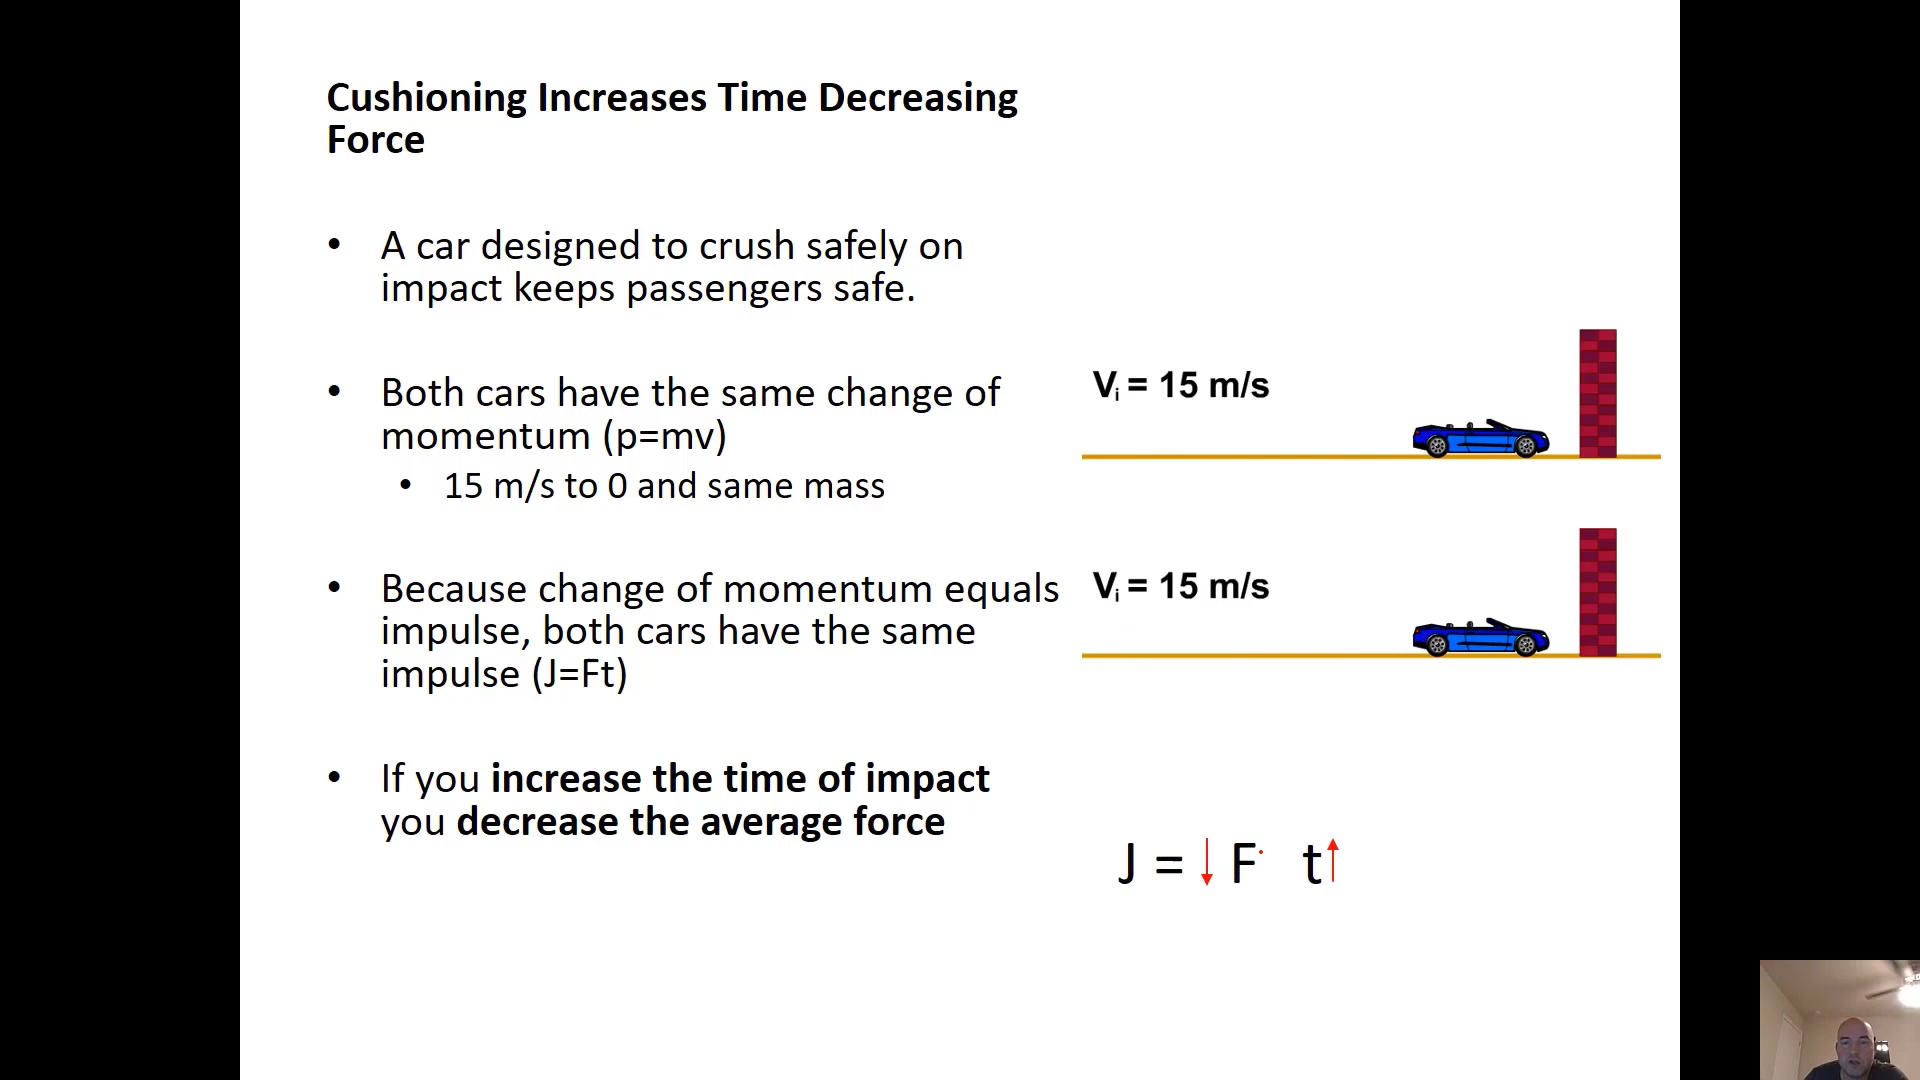 Cushioning Increases Time Decreasing
Force
• A car designed to crush safely on
impact keeps passengers safe.
• Both cars have the same change of
momentum (p=mv)
• 15 m/s to 0 and same mass
• Because change of momentum equals
impulse, both cars have the same
impulse (J=Ft)
• If you increase the time of impact
you decrease the average force
Vi = 15 m/s
Vi = 15 m/s
J = ↓ F t↑